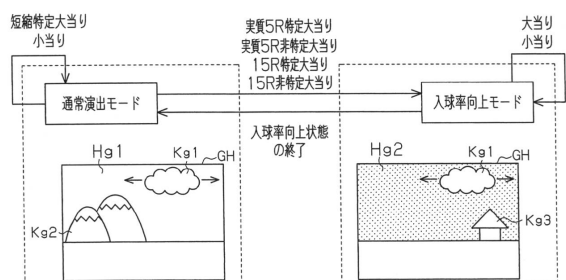 短縮特定大当り
小当り
実質5R特定大当り
実質5R非特定大当り
15R特定大当り
15R非特定大当り
大当り
小当り
通常演出モード
入球率向上モード
入球率向上状態
の終了
Hg1
Kg1
GH
Kg2
Hg2
Kg1
GH
Kg3